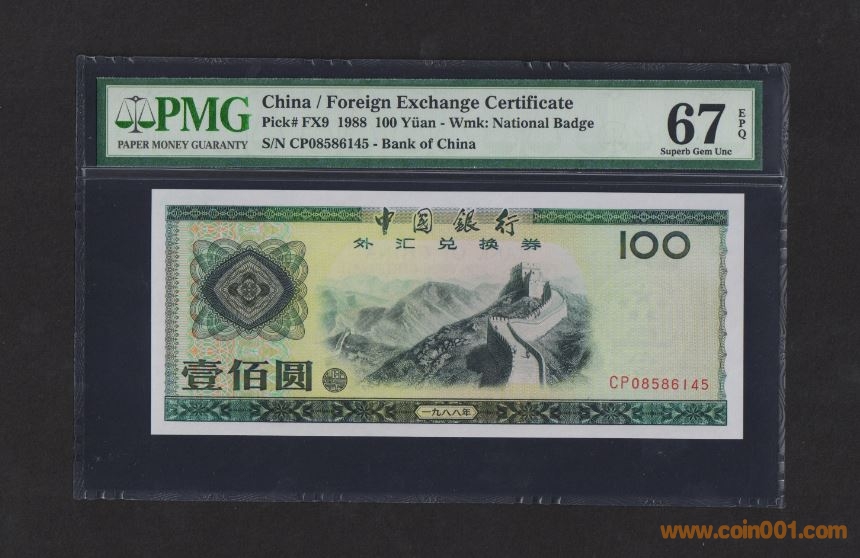 PMG
PAPER MONEY GUARANTY
China / Foreign Exchange Certificate
Pick# FX9 1988 100 Yüan - Wmk: National Badge
S/N CP08586145 - Bank of China
67
EPQ
Superb Gem Unc
中國銀行
外汇兑换券
100
壹佰圆
CP08586145
一九八八年
www.coin001.com